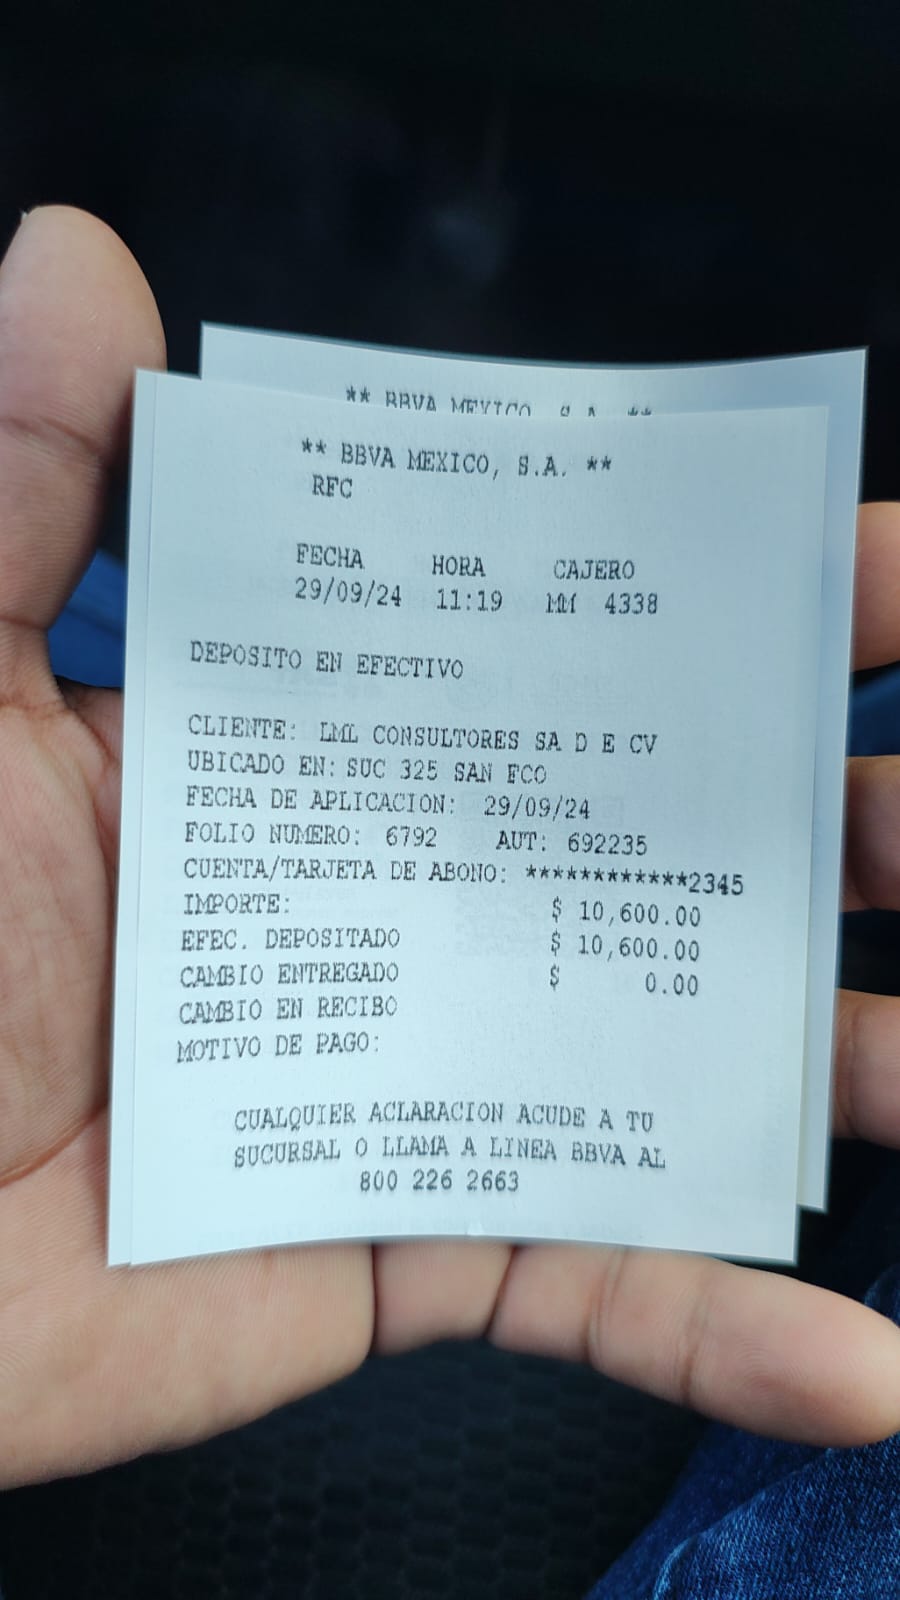 ** BBVA MEXICO, S.A. **
** BBVA MEXICO, S.A. **
RFC
FECHA HORA CAJERO
29/09/24 11:19 MM 4338
DEPOSITO EN EFECTIVO
CLIENTE: LML CONSULTORES SA D E CV
UBICADO EN: SUC 325 SAN FCO
FECHA DE APLICACION: 29/09/24
FOLIO NUMERO: 6792 AUT: 692235
CUENTA/TARJETA DE ABONO: ************2345
IMPORTE: $ 10,600.00
EFEC. DEPOSITADO $ 10,600.00
CAMBIO ENTREGADO $ 0.00
CAMBIO EN RECIBO
MOTIVO DE PAGO:
CUALQUIER ACLARACION ACUDE A TU
SUCURSAL O LLAMA A LINEA BBVA AL
800 226 2663